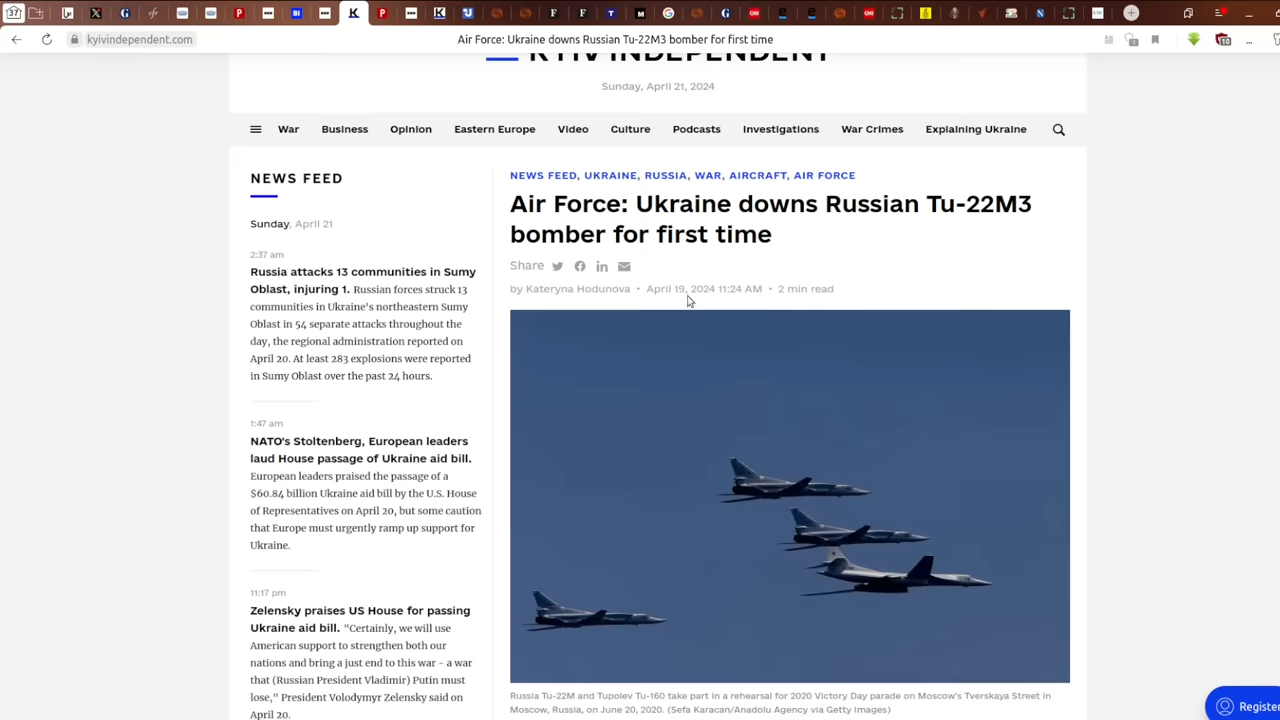 kyivindependent.com
Air Force: Ukraine downs Russian Tu-22M3 bomber for first time
KYIV INDEPENDENT
Sunday, April 21, 2024
War Business Opinion Eastern Europe Video Culture Podcasts Investigations War Crimes Explaining Ukraine
NEWS FEED
Sunday, April 21
2:37 am
Russia attacks 13 communities in Sumy
Oblast, injuring 1. Russian forces struck 13
communities in Ukraine's northeastern Sumy
Oblast in 54 separate attacks throughout the
day, the regional administration reported on
April 20. At least 283 explosions were reported
in Sumy Oblast over the past 24 hours.
1:47 am
NATO's Stoltenberg, European leaders
laud House passage of Ukraine aid bill.
European leaders praised the passage of a
$60.84 billion Ukraine aid bill by the U.S. House
of Representatives on April 20, but some caution
that Europe must urgently ramp up support for
Ukraine.
11:17 pm
Zelensky praises US House for passing
Ukraine aid bill. "Certainly, we will use
American support to strengthen both our
nations and bring a just end to this war – a war
that (Russian President Vladimir) Putin must
lose," President Volodymyr Zelensky said on
April 20.
NEWS FEED, UKRAINE, RUSSIA, WAR, AIRCRAFT, AIR FORCE
Air Force: Ukraine downs Russian Tu-22M3
bomber for first time
Share
by Kateryna Hodunova • April 19, 2024 11:24 AM • 2 min read
Russia Tu-22M and Tupolev Tu-160 take part in a rehearsal for 2020 Victory Day parade on Moscow's Tverskaya Street in
Moscow, Russia, on June 20, 2020. (Sefa Karacan/Anadolu Agency via Getty Images)
Register